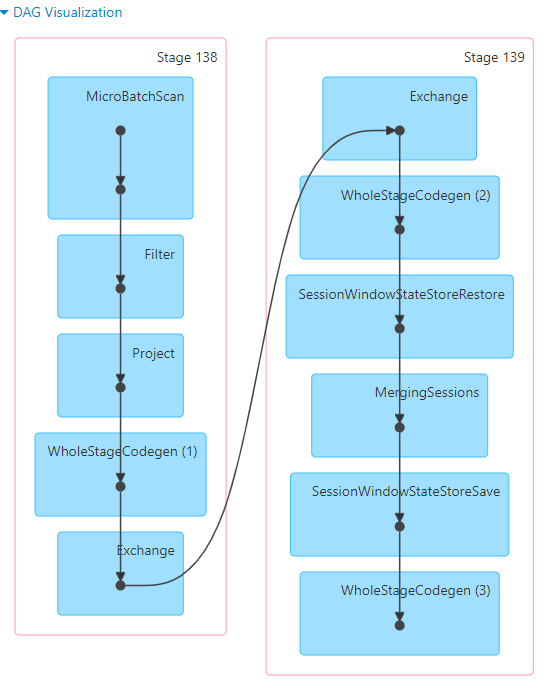 DAG Visualization
Stage 138
MicroBatchScan
Filter
Project
WholeStageCodegen (1)
Exchange
Stage 139
Exchange
WholeStageCodegen (2)
SessionWindowStateStoreRestore
MergingSessions
SessionWindowStateStoreSave
WholeStageCodegen (3)